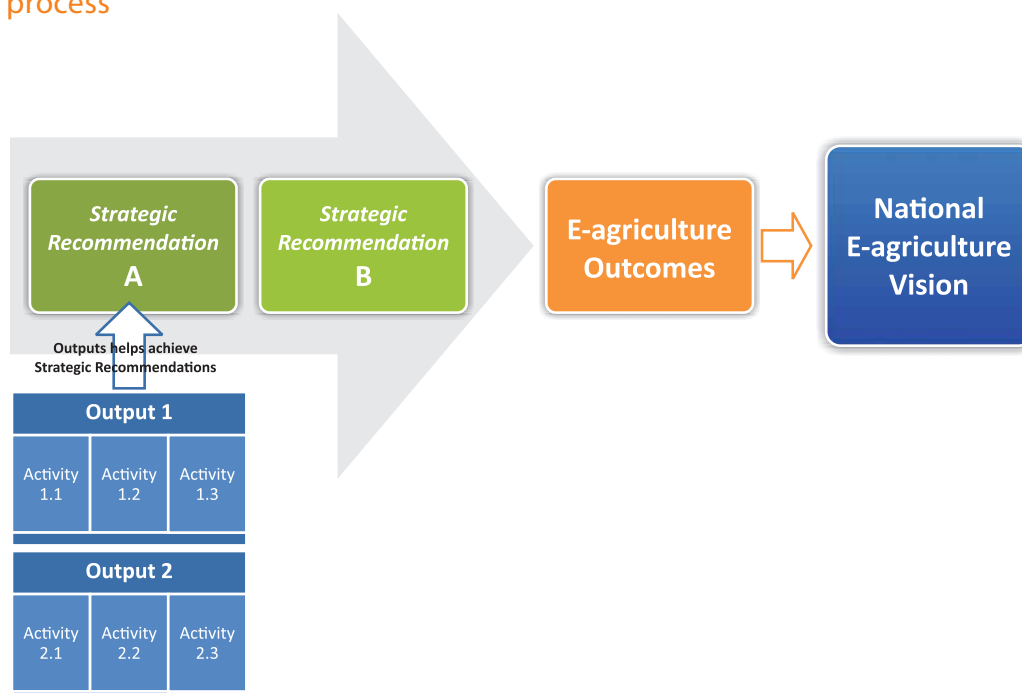 process
Strategic
Recommendation
A
Strategic
Recommendation
B
E-agriculture
Outcomes
National
E-agriculture
Vision
Outputs helps achieve
Strategic Recommendations
Output 1
Activity
1.1
Activity
1.2
Activity
1.3
Output 2
Activity
2.1
Activity
2.2
Activity
2.3